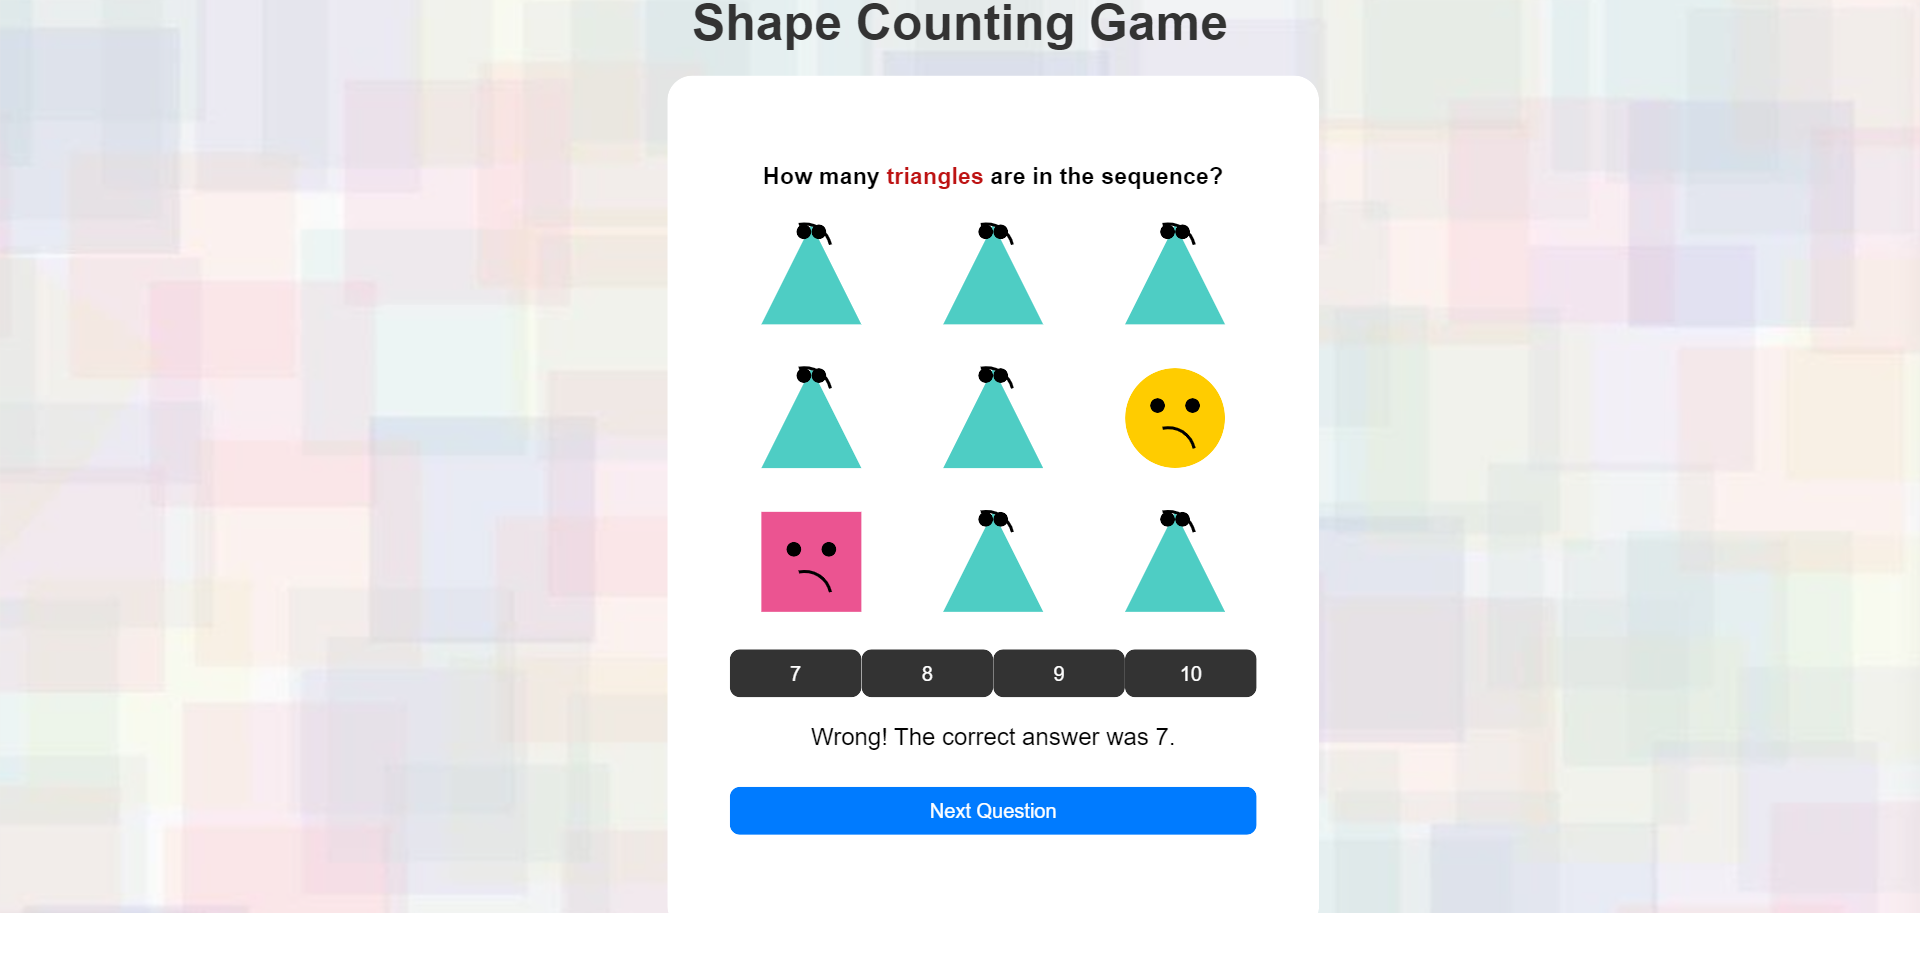 Shape Counting Game
How many triangles are in the sequence?
7 8 9 10
Wrong! The correct answer was 7.
Next Question